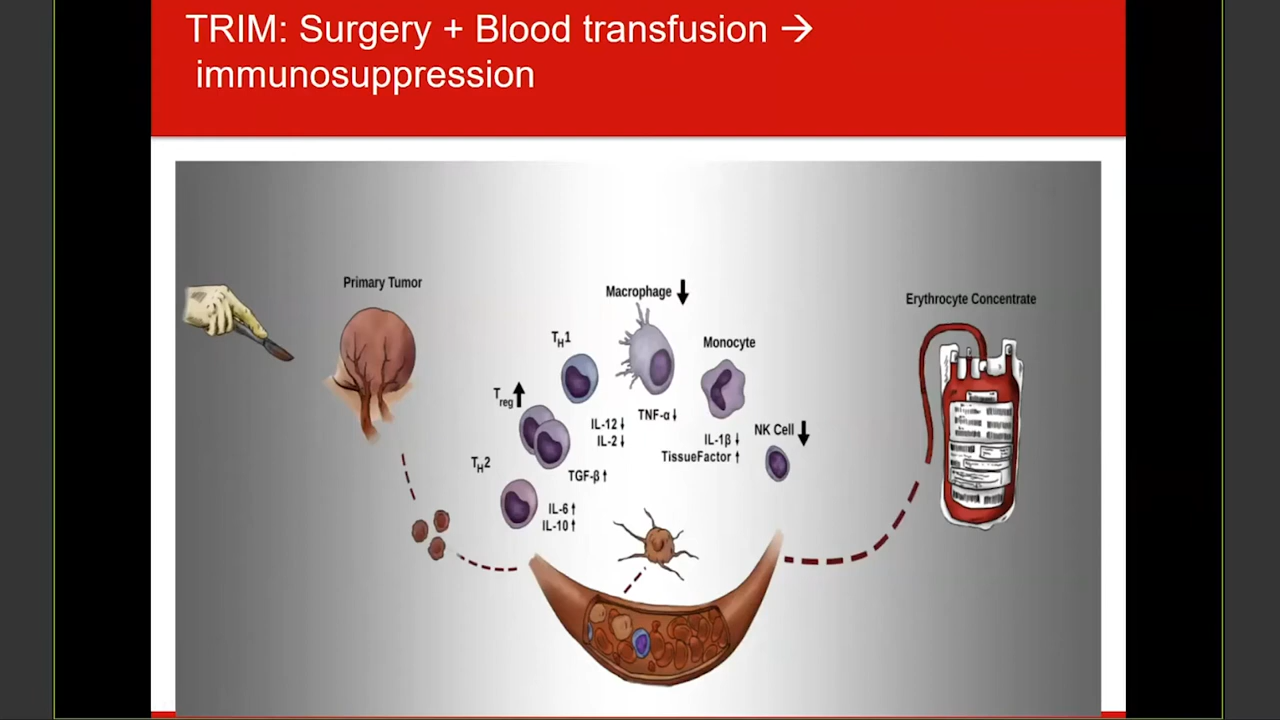 TRIM: Surgery + Blood transfusion →
immunosuppression
Primary Tumor
Macrophage ↓
Erythrocyte Concentrate
TH1
Monocyte
Treg ↑
TNF-α↓
IL-12↓
IL-2↓
NK Cell ↓
IL-1β ↓
TissueFactor ↑
TH2
TGF-β↑
IL-6↑
IL-10↑